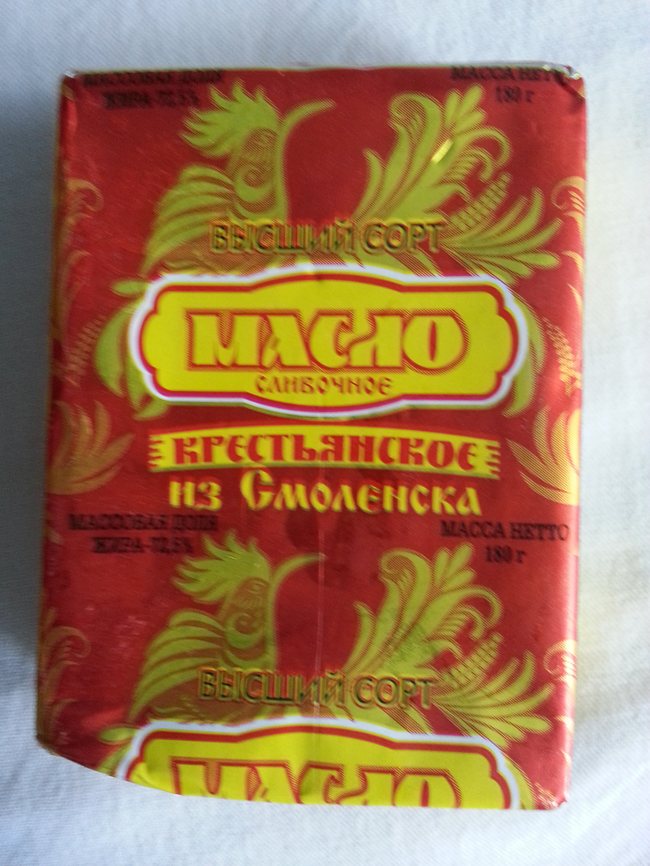 МАССОВАЯ ДОЛЯ
ЖИРА-72,5%
МАССА НЕТТО
180 г
ВЫСШИЙ СОРТ
МАСЛО
СЛИВОЧНОЕ
КРЕСТЬЯНСКОЕ
ИЗ СМОЛЕНСКА
МАССОВАЯ ДОЛЯ
ЖИРА-72,5%
МАССА НЕТТО
180 г
ВЫСШИЙ СОРТ
МАСЛО